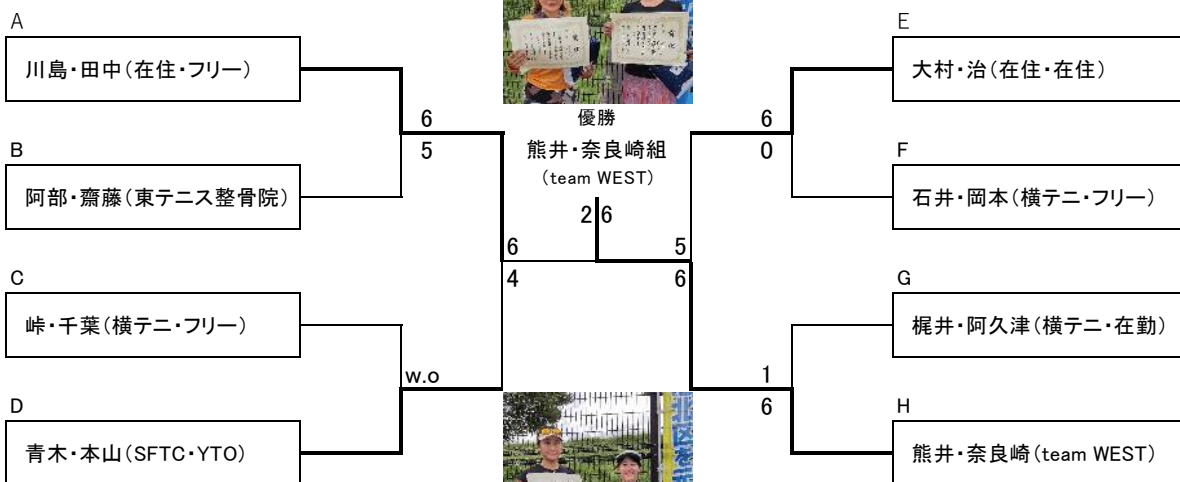 A
川島・田中(在住・フリー)
6
5
B
阿部・齋藤(東テニス整骨院)
C
峠・千葉(横テニ・フリー)
w.o
D
青木・本山(SFTC・YTO)
6
4
優勝
熊井・奈良崎組
(team WEST)
2 6
5
6
E
大村・治(在住・在住)
6
0
F
石井・岡本(横テニ・フリー)
G
梶井・阿久津(横テニ・在勤)
1
6
H
熊井・奈良崎(team WEST)